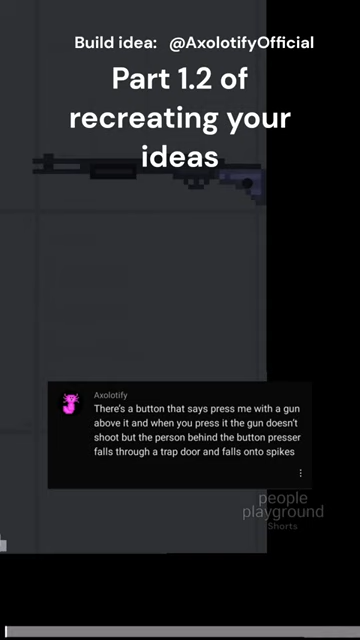 Build idea: @AxolotifyOfficial
Part 1.2 of
recreating your
ideas
Axolotify
There's a button that says press me with a gun
above it and when you press it the gun doesn't
shoot but the person behind the button presser
falls through a trap door and falls onto spikes
people
playground
Shorts